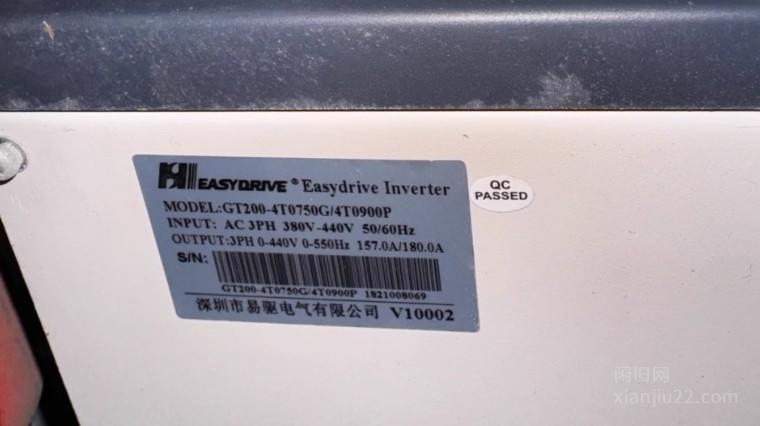 EASYDRIVE® Easydrive Inverter
MODEL:GT200-4T0750G/4T0900P
INPUT: AC 3PH 380V-440V 50/60Hz
OUTPUT:3PH 0-440V 0-550Hz 157.0A/180.0A
S/N:
GT200-4T0750G/4T0900P 1821008069
深圳市易驱电气有限公司 V10002
QC
PASSED
闲旧网
xianjiu22.com